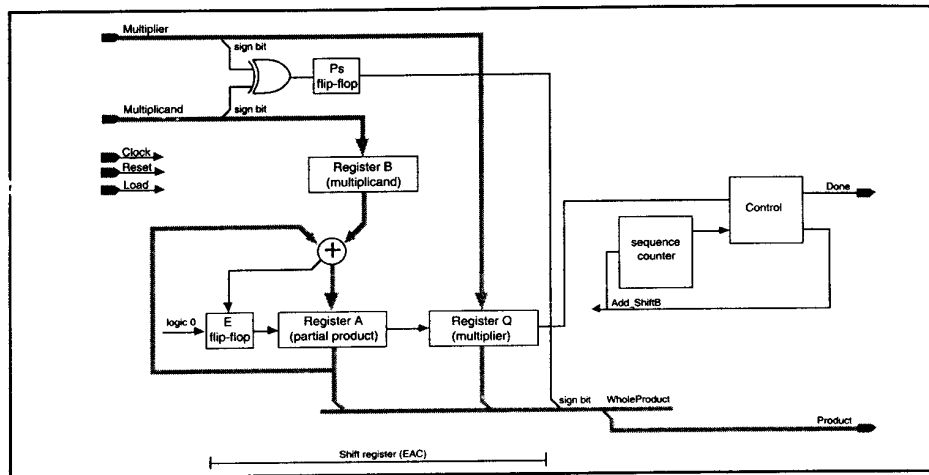 Multiplier
sign bit
Ps
flip-flop
Multiplicand
sign bit
Clock
Reset
Load
Register B
(multiplicand)
Done
Control
sequence
counter
+
Add_ShiftB
logic 0
E
flip-flop
Register A
(partial product)
Register Q
(multiplier)
sign bit
WholeProduct
Product
Shift register (EAC)